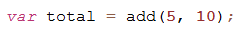 var total = add(5, 10);